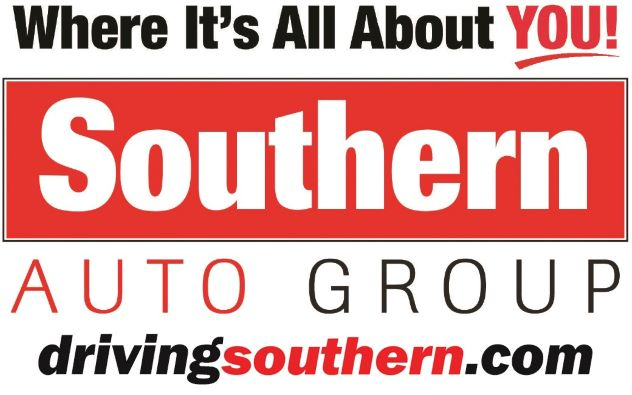 Where It's All About YOU!
Southern
AUTO GROUP
drivingsouthern.com